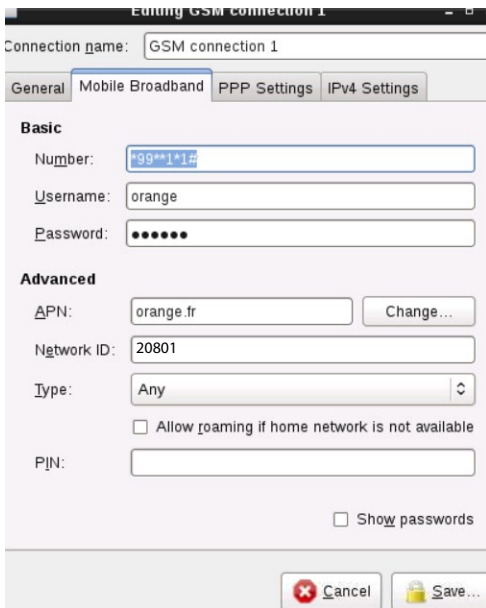 Editing GSM connection 1
Connection name: GSM connection 1
General Mobile Broadband PPP Settings IPv4 Settings
Basic
Number: *99**1*1#
Username: orange
Password: ●●●●●●
Advanced
APN: orange.fr Change...
Network ID: 20801
Type: Any
Allow roaming if home network is not available
PIN:
Show passwords
Cancel Save...